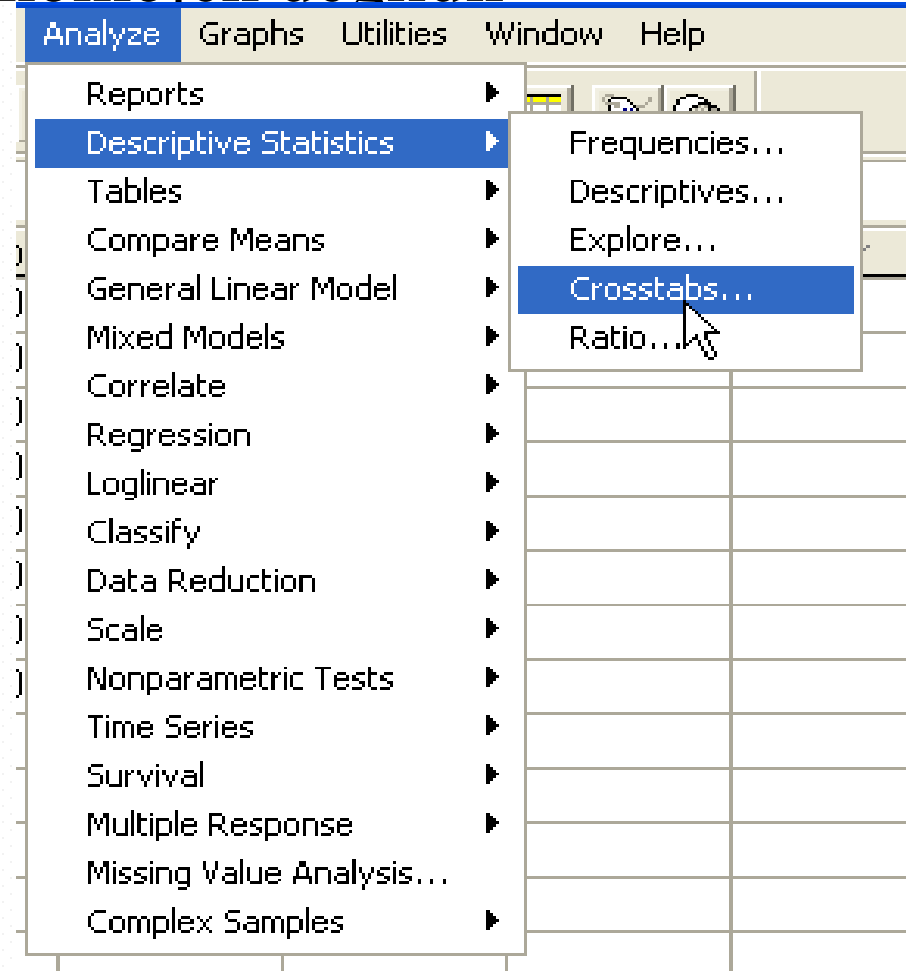 Analyze Graphs Utilities Window Help
Reports
Descriptive Statistics
Tables
Compare Means
General Linear Model
Mixed Models
Correlate
Regression
Loglinear
Classify
Data Reduction
Scale
Nonparametric Tests
Time Series
Survival
Multiple Response
Missing Value Analysis...
Complex Samples
Frequencies...
Descriptives...
Explore...
Crosstabs...
Ratio...